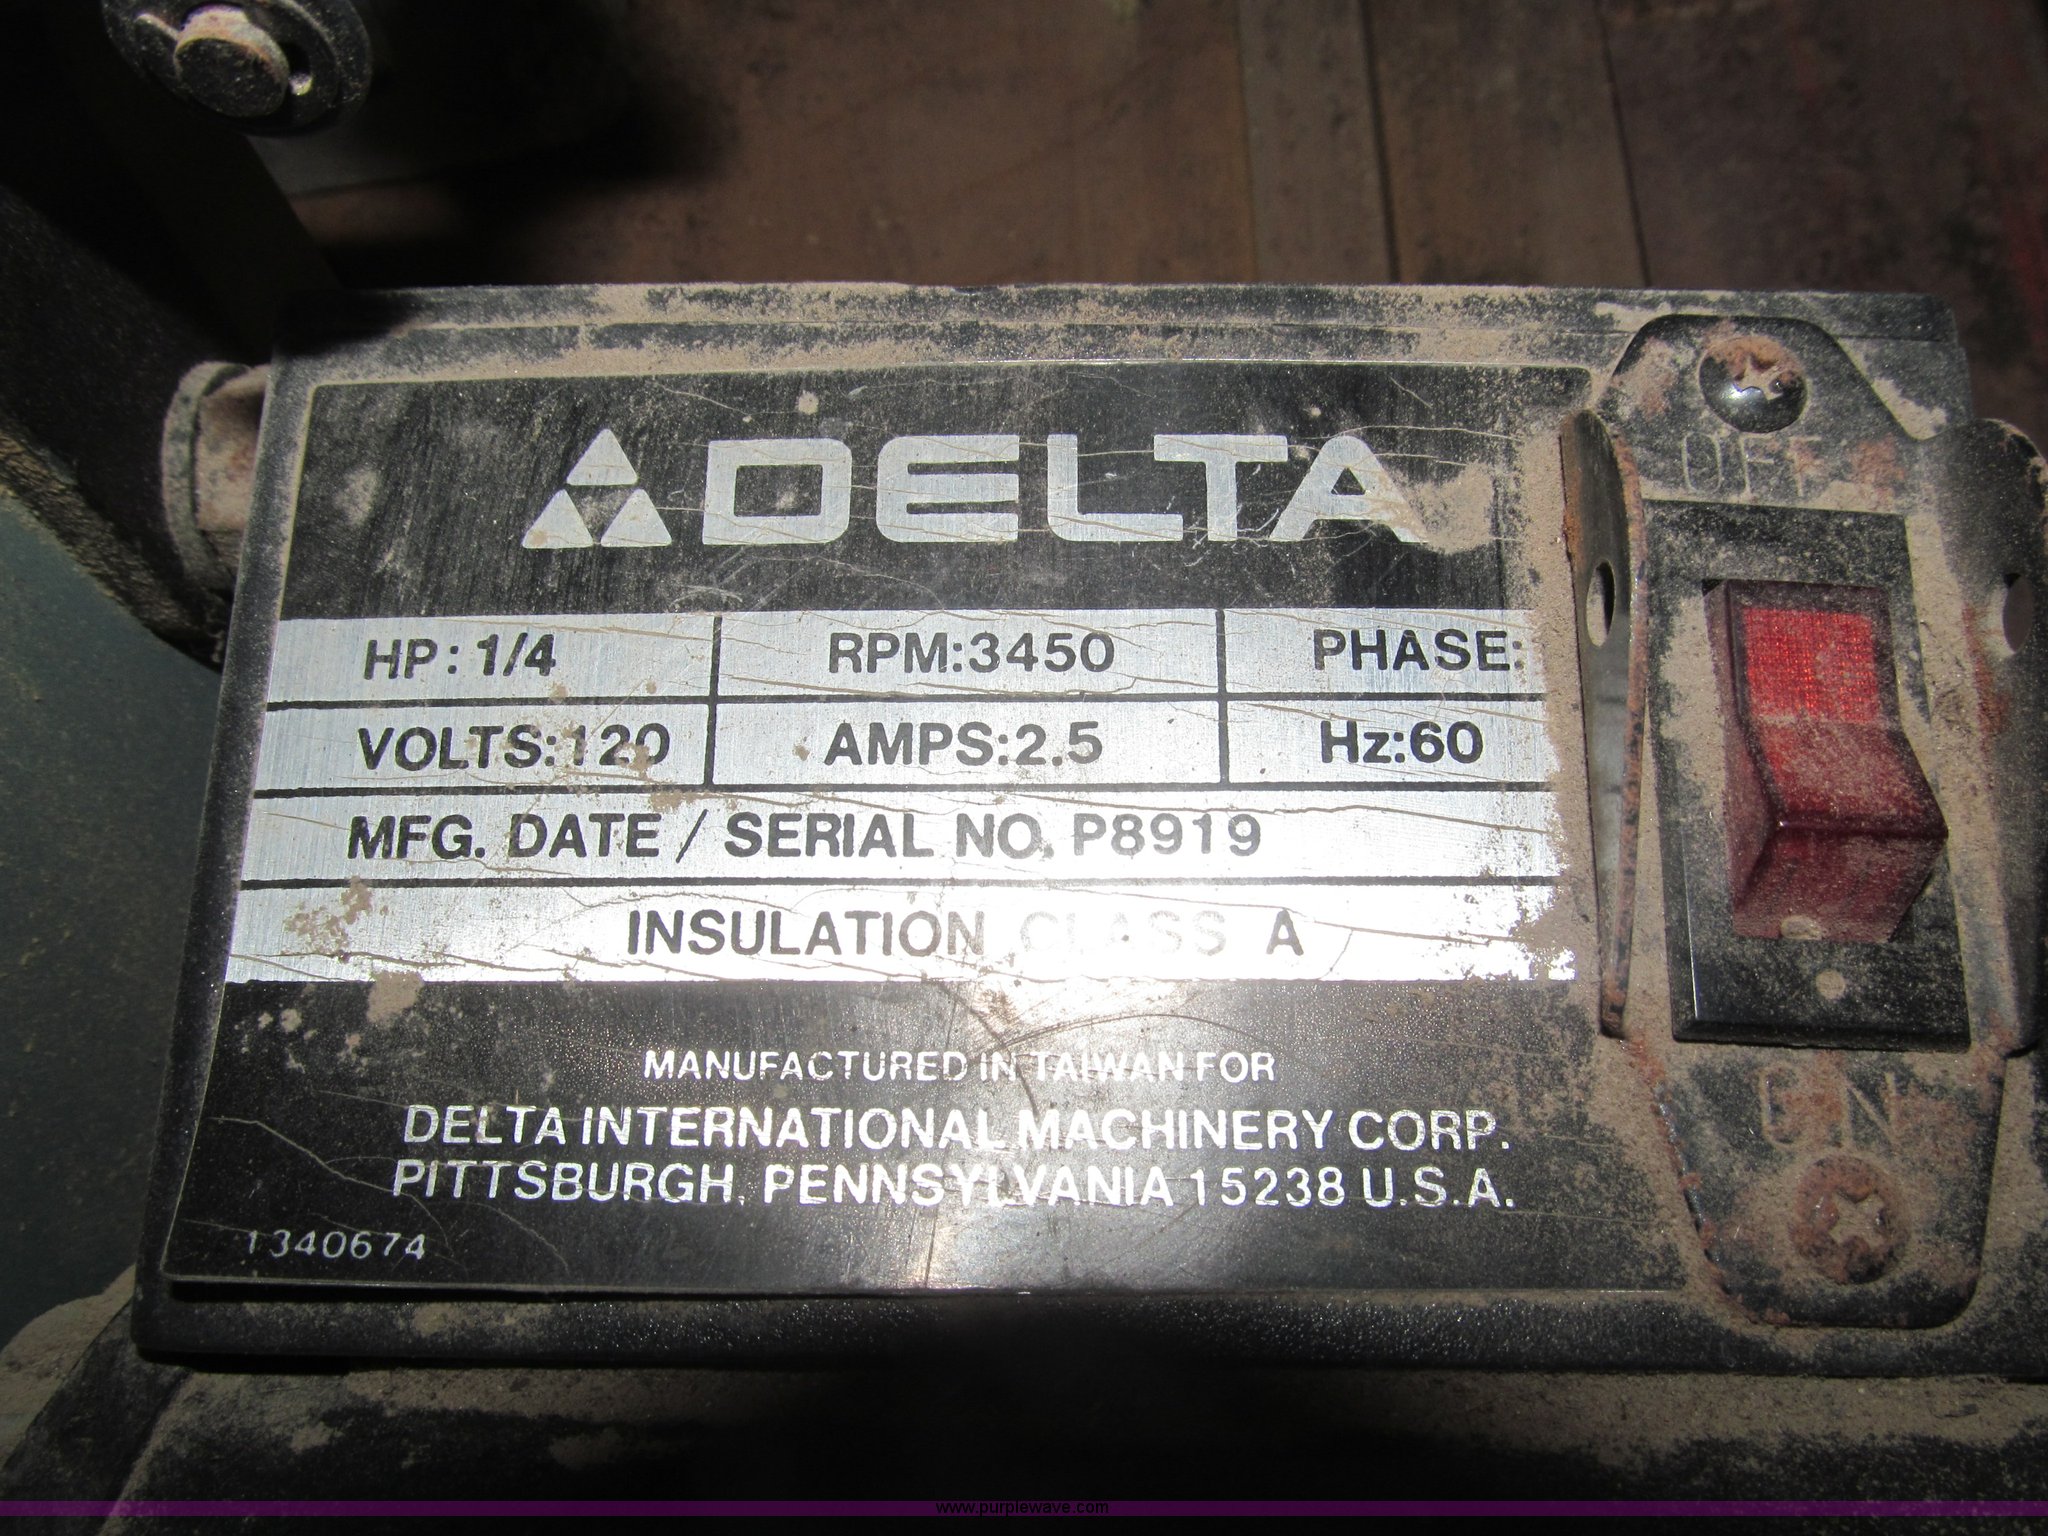 DELTA
OFF
HP: 1/4 RPM:3450 PHASE:
VOLTS:120 AMPS:2.5 Hz:60
MFG. DATE / SERIAL NO. P8919
INSULATION CLASS A
MANUFACTURED IN TAIWAN FOR
ON
DELTA INTERNATIONAL MACHINERY CORP.
PITTSBURGH, PENNSYLVANIA 15238 U.S.A.
1340674
www.purplewave.com